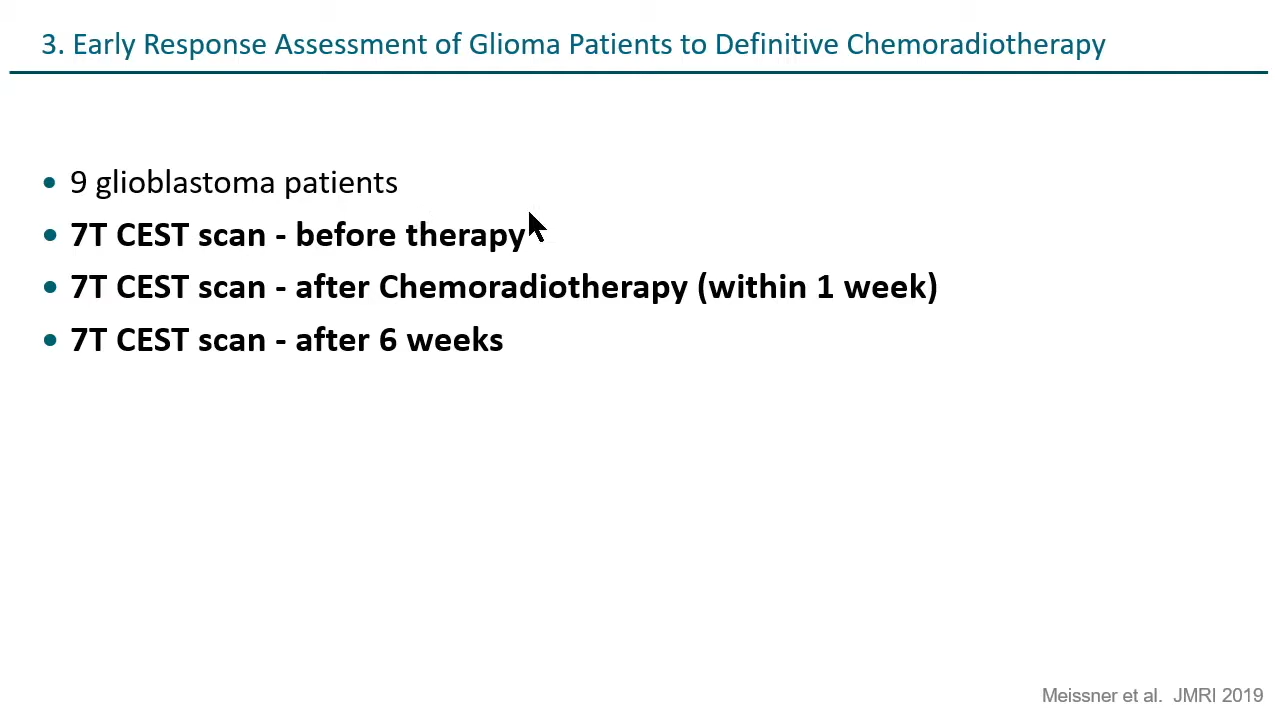 3. Early Response Assessment of Glioma Patients to Definitive Chemoradiotherapy
• 9 glioblastoma patients
• 7T CEST scan - before therapy
• 7T CEST scan - after Chemoradiotherapy (within 1 week)
• 7T CEST scan - after 6 weeks
Meissner et al.  JMRI 2019